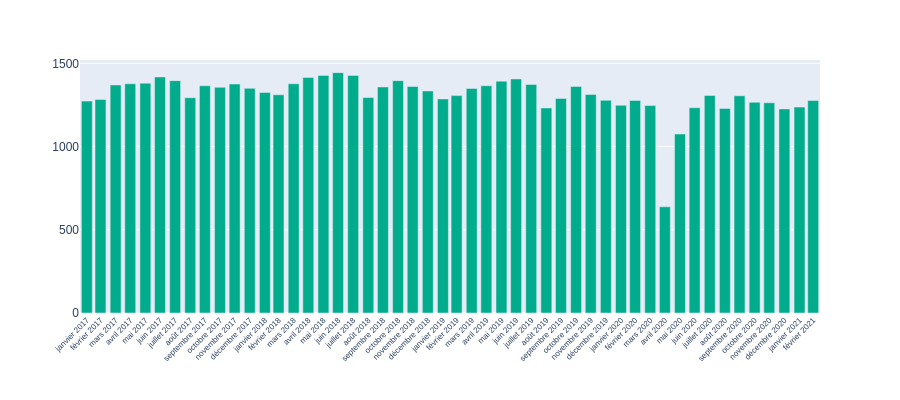 1500
1000
500
0
janvier 2017
février 2017
mars 2017
avril 2017
mai 2017
juin 2017
juillet 2017
août 2017
septembre 2017
octobre 2017
novembre 2017
décembre 2017
janvier 2018
février 2018
mars 2018
avril 2018
mai 2018
juin 2018
juillet 2018
août 2018
septembre 2018
octobre 2018
novembre 2018
décembre 2018
janvier 2019
février 2019
mars 2019
avril 2019
mai 2019
juin 2019
juillet 2019
août 2019
septembre 2019
octobre 2019
novembre 2019
décembre 2019
janvier 2020
février 2020
mars 2020
avril 2020
mai 2020
juin 2020
juillet 2020
août 2020
septembre 2020
octobre 2020
novembre 2020
décembre 2020
janvier 2021
février 2021